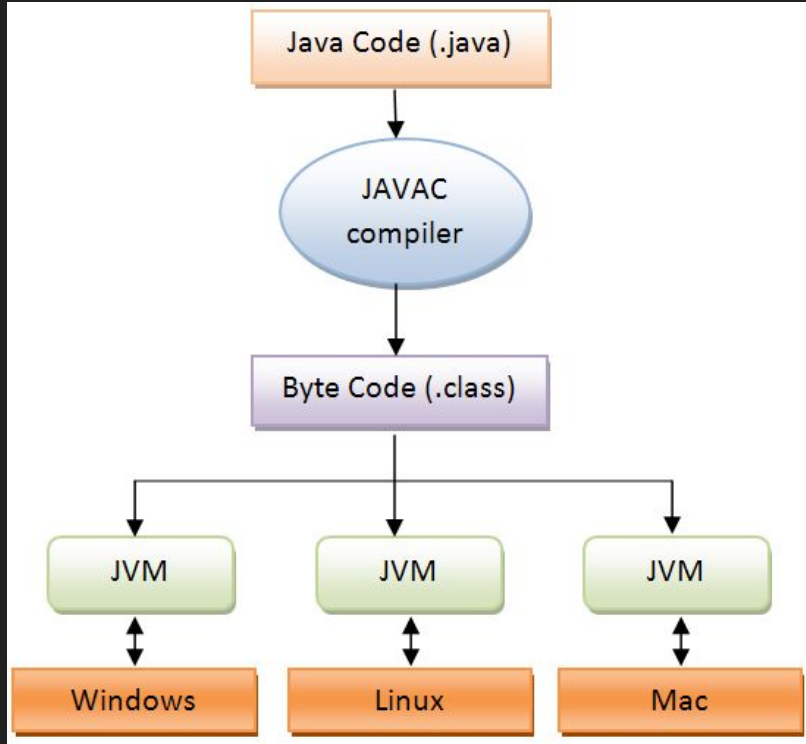 Java Code (.java)
JAVAC
compiler
Byte Code (.class)
JVM
JVM
JVM
Windows
Linux
Mac